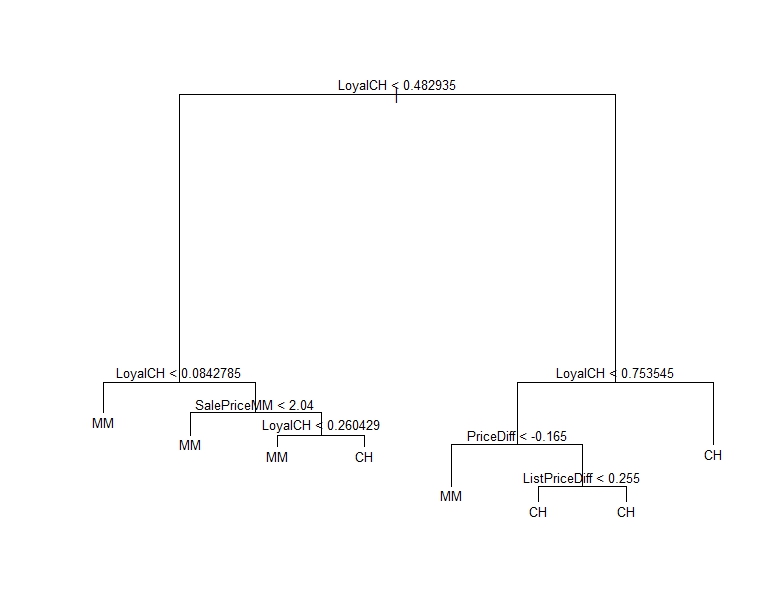 LoyalCH < 0.482935
LoyalCH < 0.0842785
LoyalCH < 0.753545
SalePriceMM < 2.04
MM
LoyalCH < 0.260429
PriceDiff < -0.165
MM
MM
CH
CH
ListPriceDiff < 0.255
MM
CH
CH